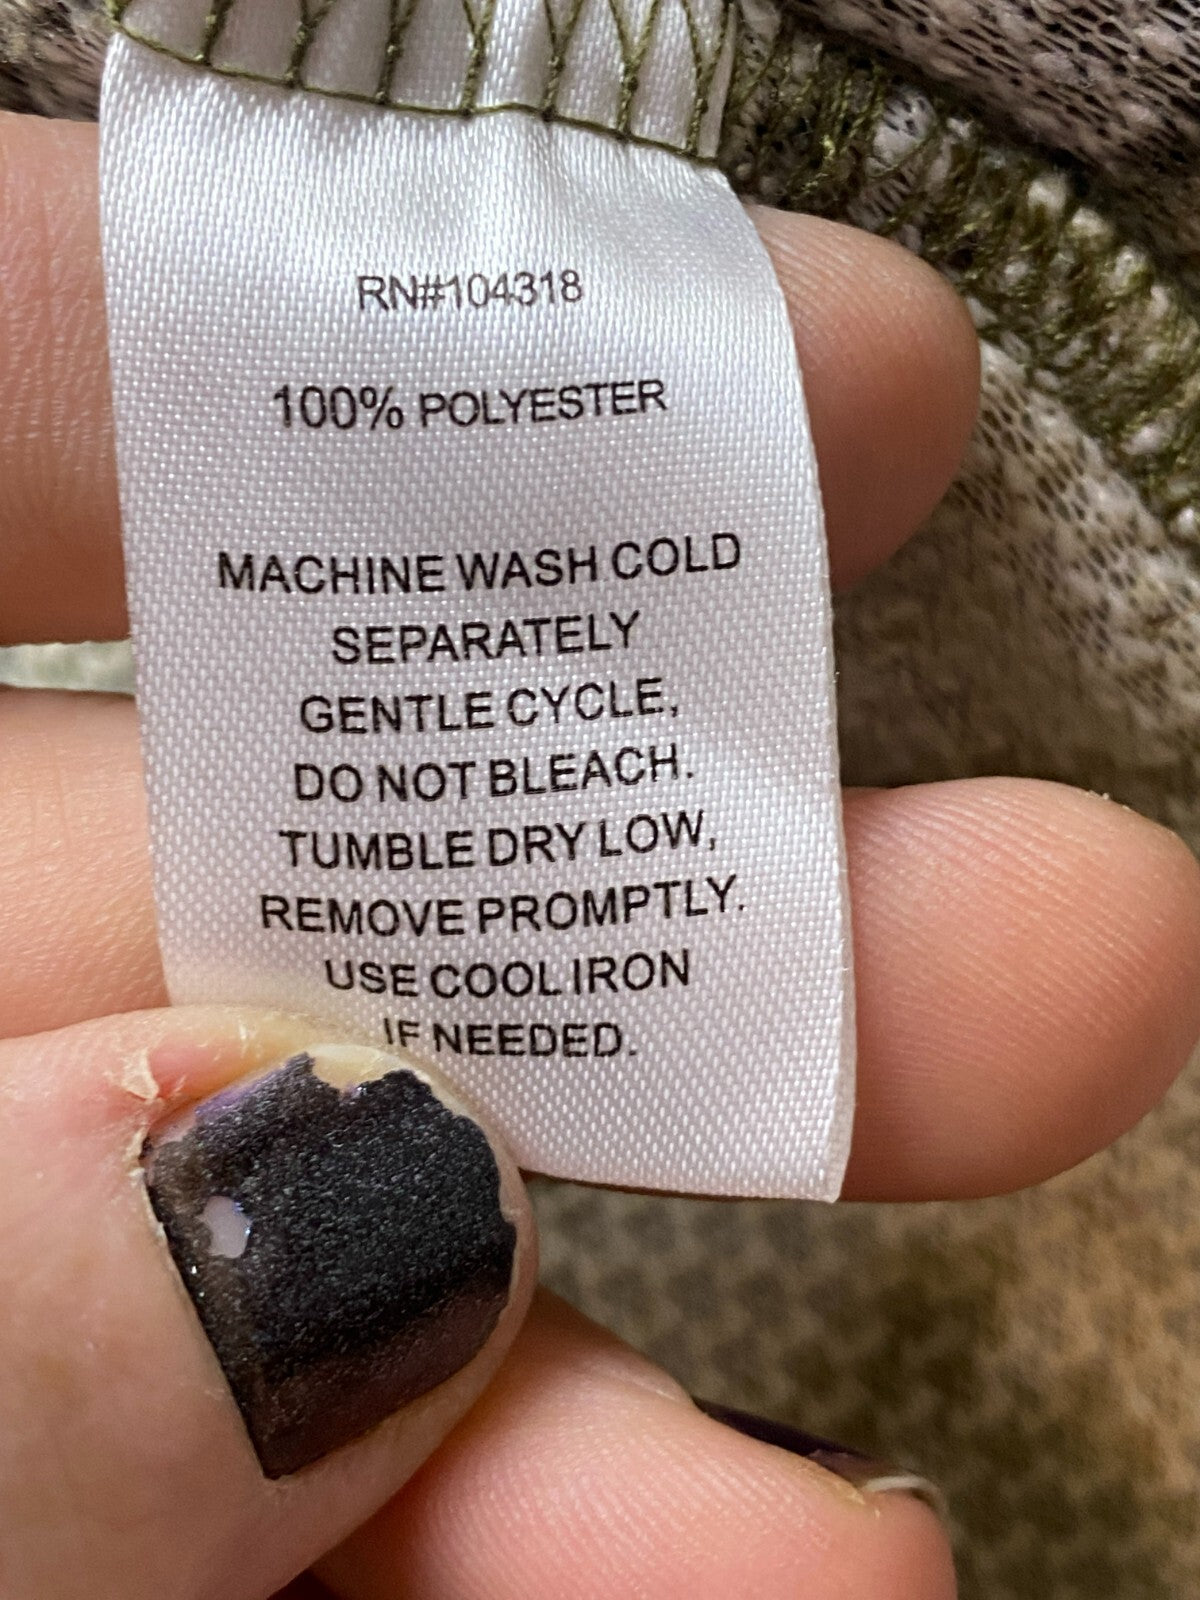 RN#104318
100% POLYESTER
MACHINE WASH COLD
SEPARATELY
GENTLE CYCLE,
DO NOT BLEACH.
TUMBLE DRY LOW,
REMOVE PROMPTLY.
USE COOL IRON
IF NEEDED.